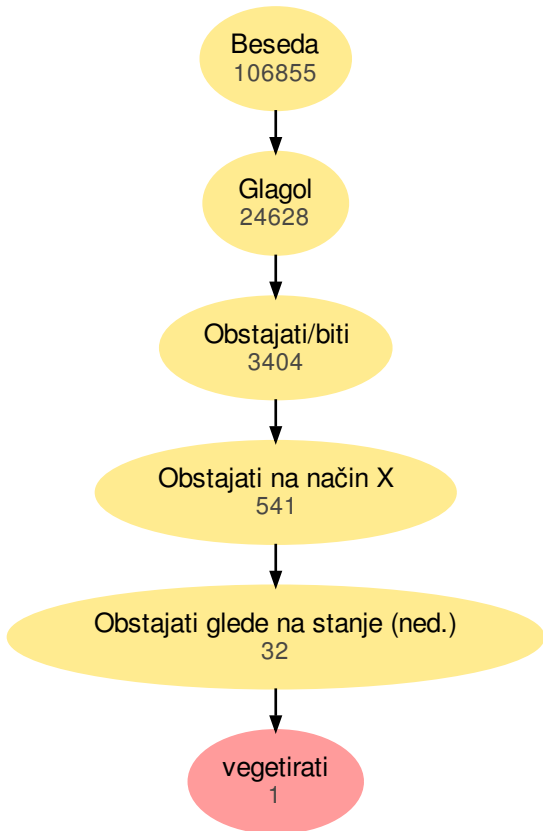 Beseda
106855
Glagol
24628
Obstajati/biti
3404
Obstajati na način X
541
Obstajati glede na stanje (ned.)
32
vegetirati
1